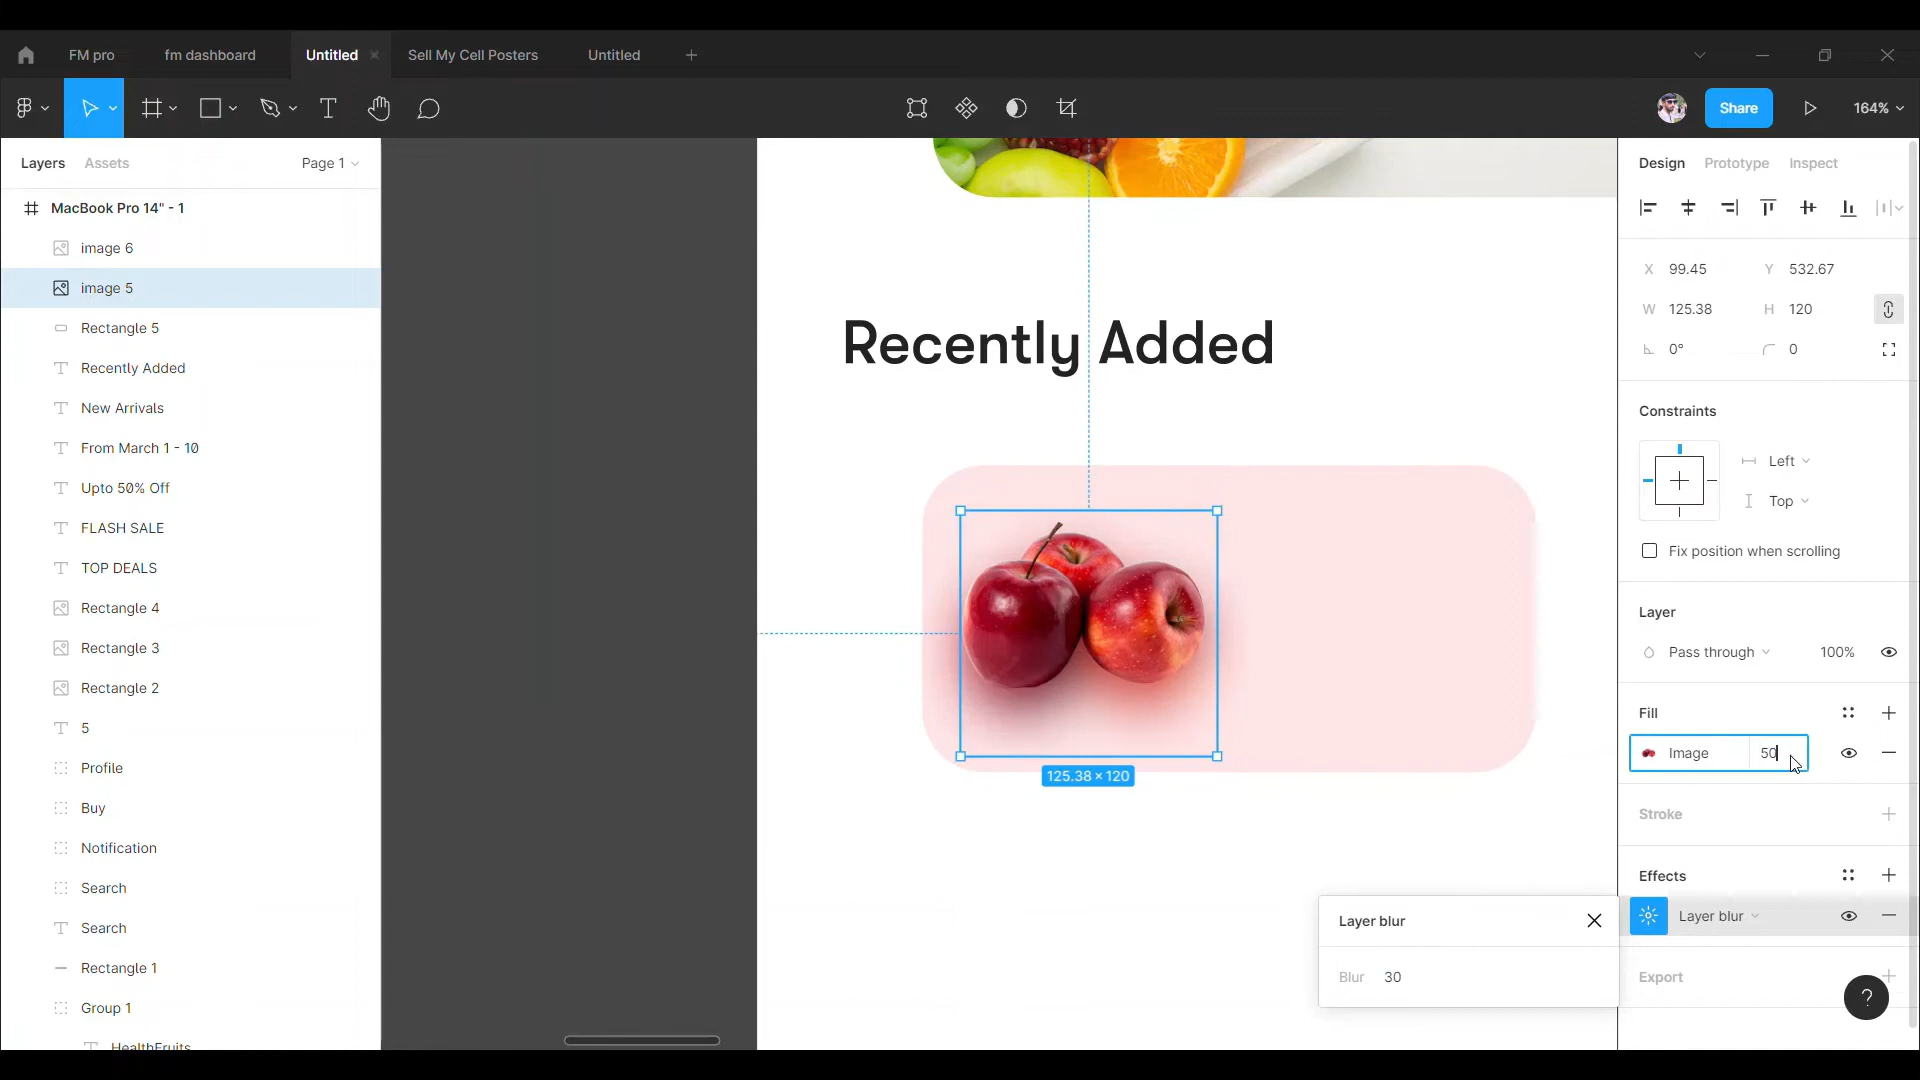 FM pro
fm dashboard
Untitled
Sell My Cell Posters
Untitled
Share
164%
Layers
Assets
Page 1
MacBook Pro 14" - 1
image 6
image 5
Rectangle 5
Recently Added
New Arrivals
From March 1 - 10
Upto 50% Off
FLASH SALE
TOP DEALS
Rectangle 4
Rectangle 3
Rectangle 2
5
Profile
Buy
Notification
Search
Search
Rectangle 1
Group 1
HealthFruits
Recently Added
125.38 × 120
Layer blur
Blur 30
Design
Prototype
Inspect
X 99.45
Y 532.67
W 125.38
H 120
0°
0
Constraints
Left
Top
Fix position when scrolling
Layer
Pass through
100%
Fill
Image
50
Stroke
Effects
Layer blur
Export
?